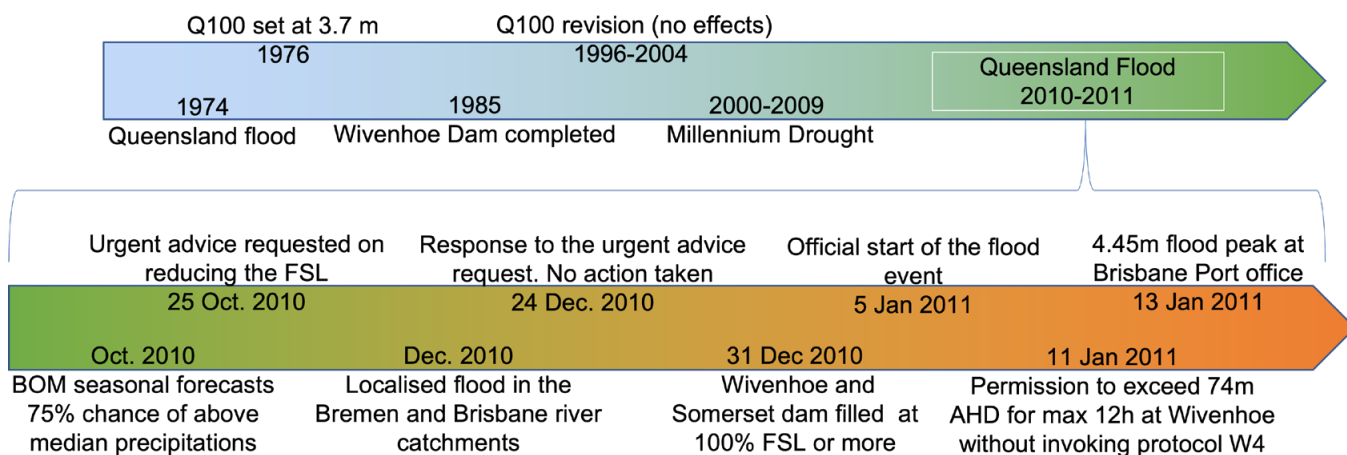 Q100 set at 3.7 m
1976
Q100 revision (no effects)
1996-2004
Queensland Flood
2010-2011
1974
Queensland flood
1985
Wivenhoe Dam completed
2000-2009
Millennium Drought
Urgent advice requested on
reducing the FSL
25 Oct. 2010
Response to the urgent advice
request. No action taken
24 Dec. 2010
Official start of the flood
event
5 Jan 2011
4.45m flood peak at
Brisbane Port office
13 Jan 2011
Oct. 2010
BOM seasonal forecasts
75% chance of above
median precipitations
Dec. 2010
Localised flood in the
Bremen and Brisbane river
catchments
31 Dec 2010
Wivenhoe and
Somerset dam filled at
100% FSL or more
11 Jan 2011
Permission to exceed 74m
AHD for max 12h at Wivenhoe
without invoking protocol W4